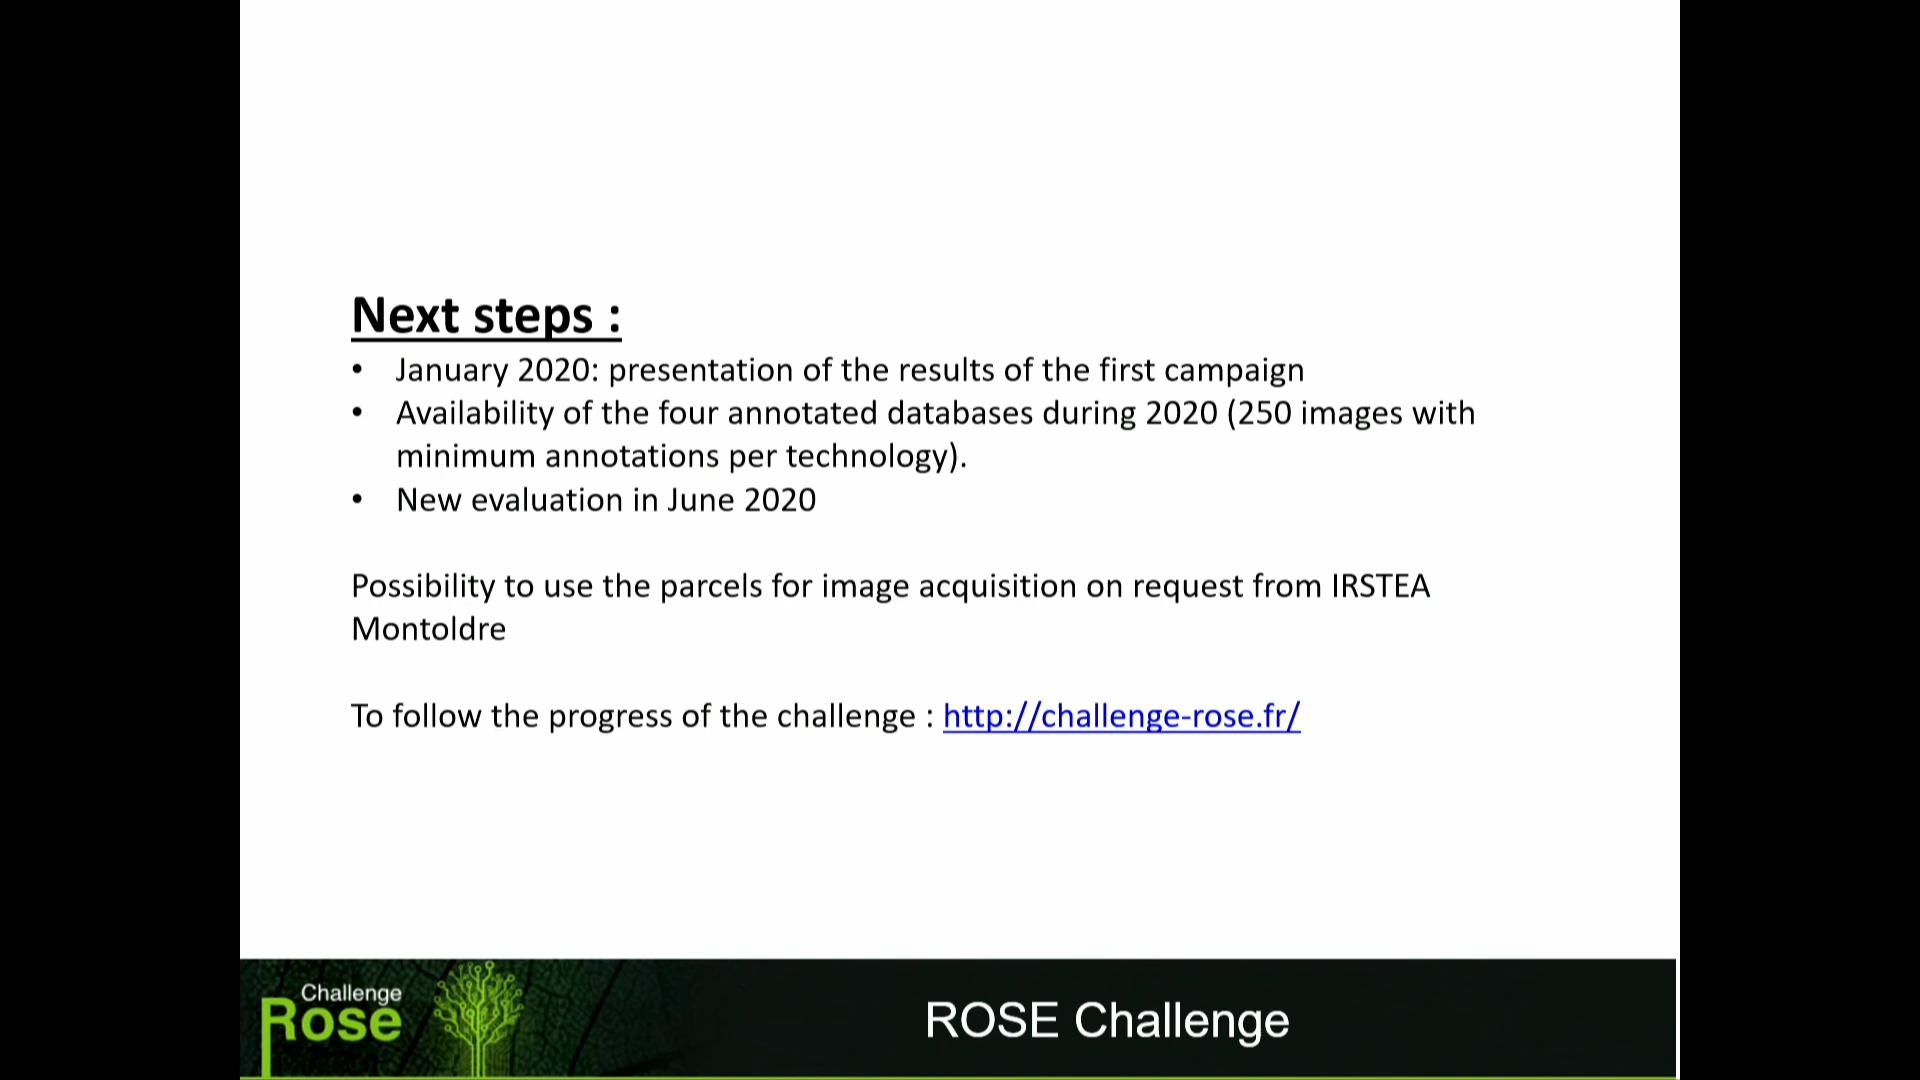 Next steps :
• January 2020: presentation of the results of the first campaign
• Availability of the four annotated databases during 2020 (250 images with
minimum annotations per technology).
• New evaluation in June 2020
Possibility to use the parcels for image acquisition on request from IRSTEA
Montoldre
To follow the progress of the challenge : http://challenge-rose.fr/
Challenge
Rose
ROSE Challenge